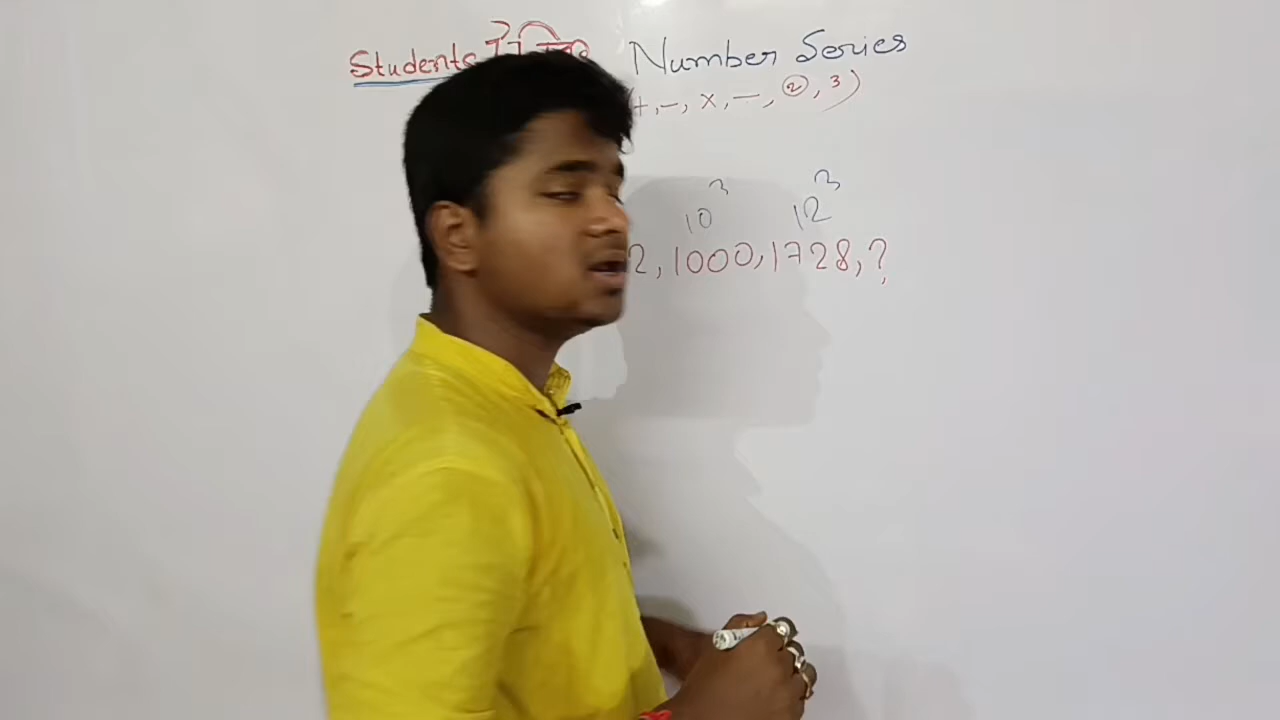 Students Number Series
+, -, x, -, 2, 3)
10³ 12³
2, 1000, 1728, ?